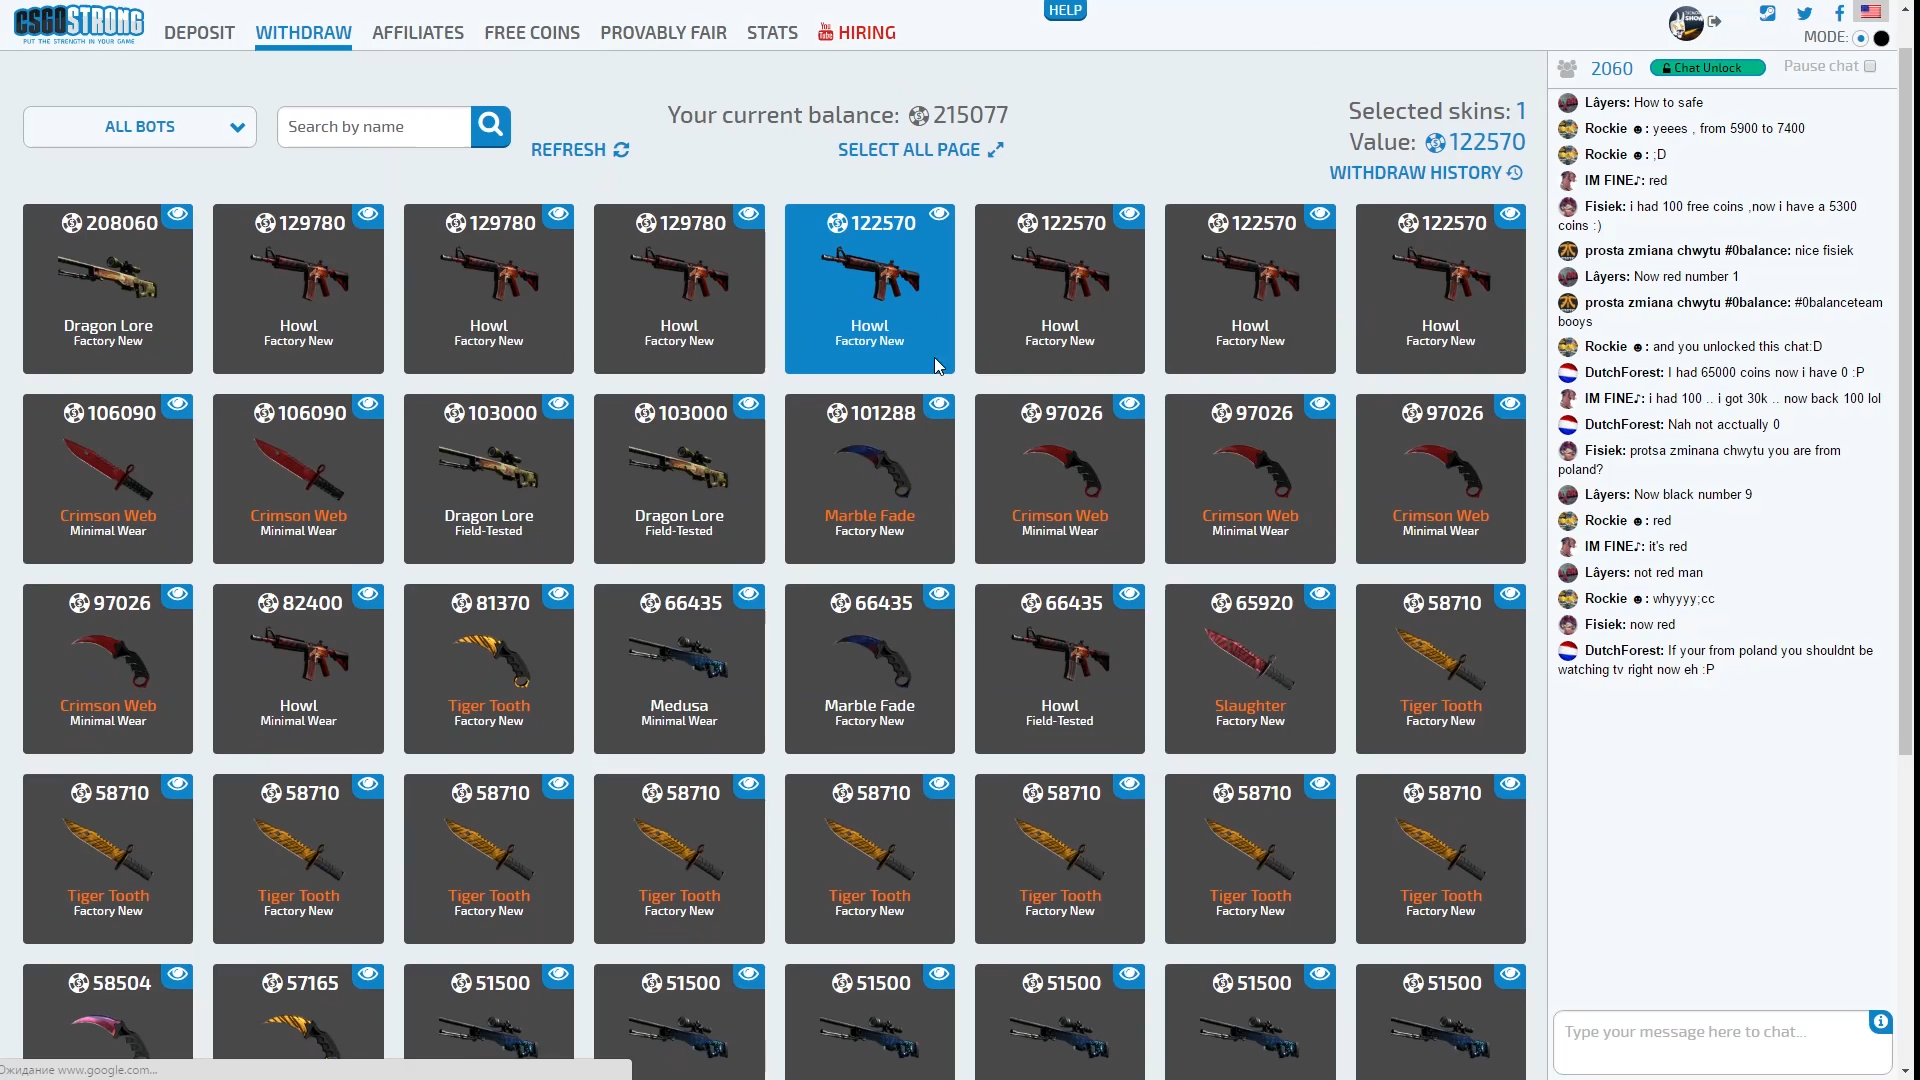 CSGOSTRONG
PUT THE STRENGTH IN YOUR GAME
DEPOSIT WITHDRAW AFFILIATES FREE COINS PROVABLY FAIR STATS You Tube HIRING
HELP
MODE:
2060 Chat Unlock Pause chat
ALL BOTS
Search by name
REFRESH
Your current balance: 215077
SELECT ALL PAGE
Selected skins: 1
Value: 122570
WITHDRAW HISTORY
208060 129780 129780 129780 122570 122570 122570 122570
Dragon Lore Howl Howl Howl Howl Howl Howl Howl
Factory New Factory New Factory New Factory New Factory New Factory New Factory New Factory New
106090 106090 103000 103000 101288 97026 97026 97026
Crimson Web Crimson Web Dragon Lore Dragon Lore Marble Fade Crimson Web Crimson Web Crimson Web
Minimal Wear Minimal Wear Field-Tested Field-Tested Factory New Minimal Wear Minimal Wear Minimal Wear
97026 82400 81370 66435 66435 66435 65920 58710
Crimson Web Howl Tiger Tooth Medusa Marble Fade Howl Slaughter Tiger Tooth
Minimal Wear Minimal Wear Factory New Minimal Wear Factory New Field-Tested Factory New Factory New
58710 58710 58710 58710 58710 58710 58710 58710
Tiger Tooth Tiger Tooth Tiger Tooth Tiger Tooth Tiger Tooth Tiger Tooth Tiger Tooth Tiger Tooth
Factory New Factory New Factory New Factory New Factory New Factory New Factory New Factory New
58504 57165 51500 51500 51500 51500 51500 51500
Ожидание www.google.com...
Lâyers: How to safe
Rockie ☻: yeees , from 5900 to 7400
Rockie ☻: ;D
IM FINE♪: red
Fisiek: i had 100 free coins ,now i have a 5300
coins :)
prosta zmiana chwytu #0balance: nice fisiek
Lâyers: Now red number 1
prosta zmiana chwytu #0balance: #0balanceteam
booys
Rockie ☻: and you unlocked this chat:D
DutchForest: I had 65000 coins now i have 0 :P
IM FINE♪: i had 100 .. i got 30k .. now back 100 lol
DutchForest: Nah not acctually 0
Fisiek: protsa zminana chwytu you are from
poland?
Lâyers: Now black number 9
Rockie ☻: red
IM FINE♪: it's red
Lâyers: not red man
Rockie ☻: whyyyy;cc
Fisiek: now red
DutchForest: If your from poland you shouldnt be
watching tv right now eh :P
Type your message here to chat...